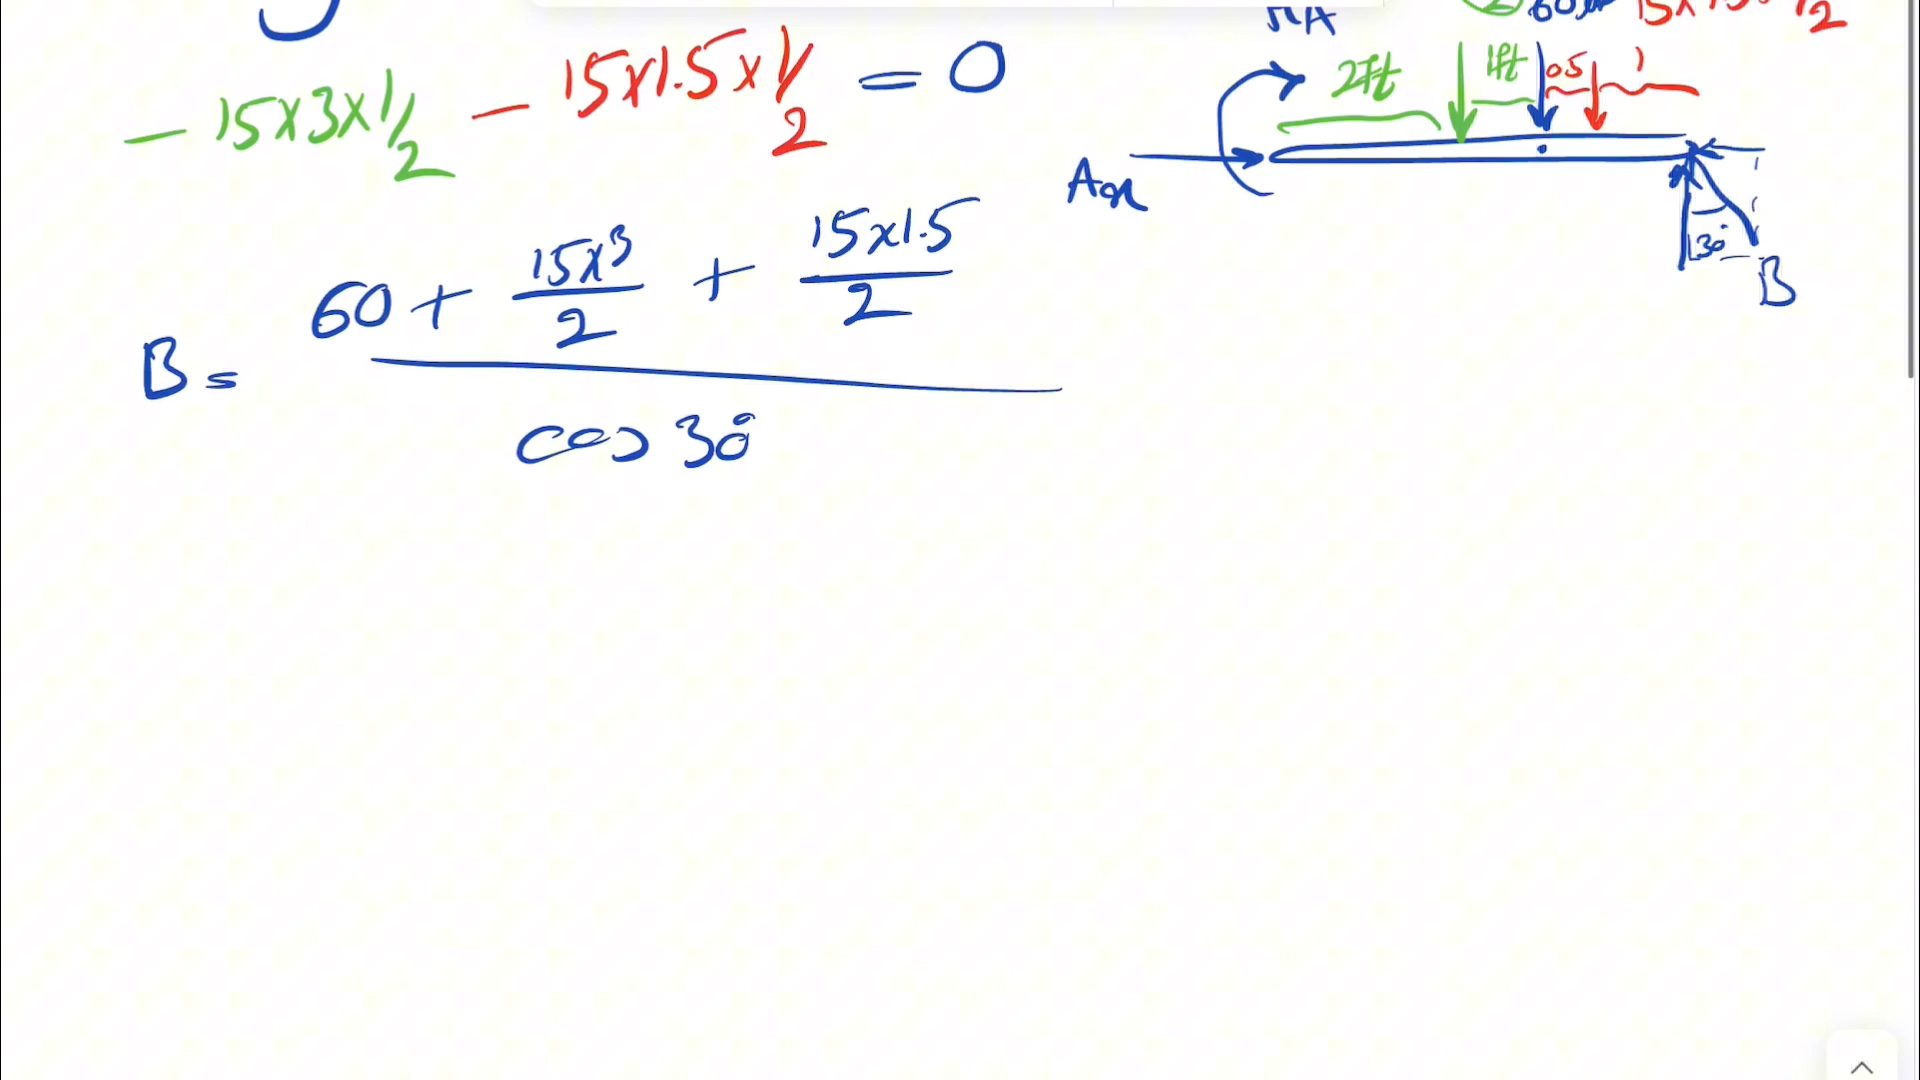 - 15x3x1/2 - 15x1.5x1/2 = 0
B = (60 + 15x3/2 + 15x1.5/2) / cos 30°
2ft 1ft 0.5 1
Ax
30°
B